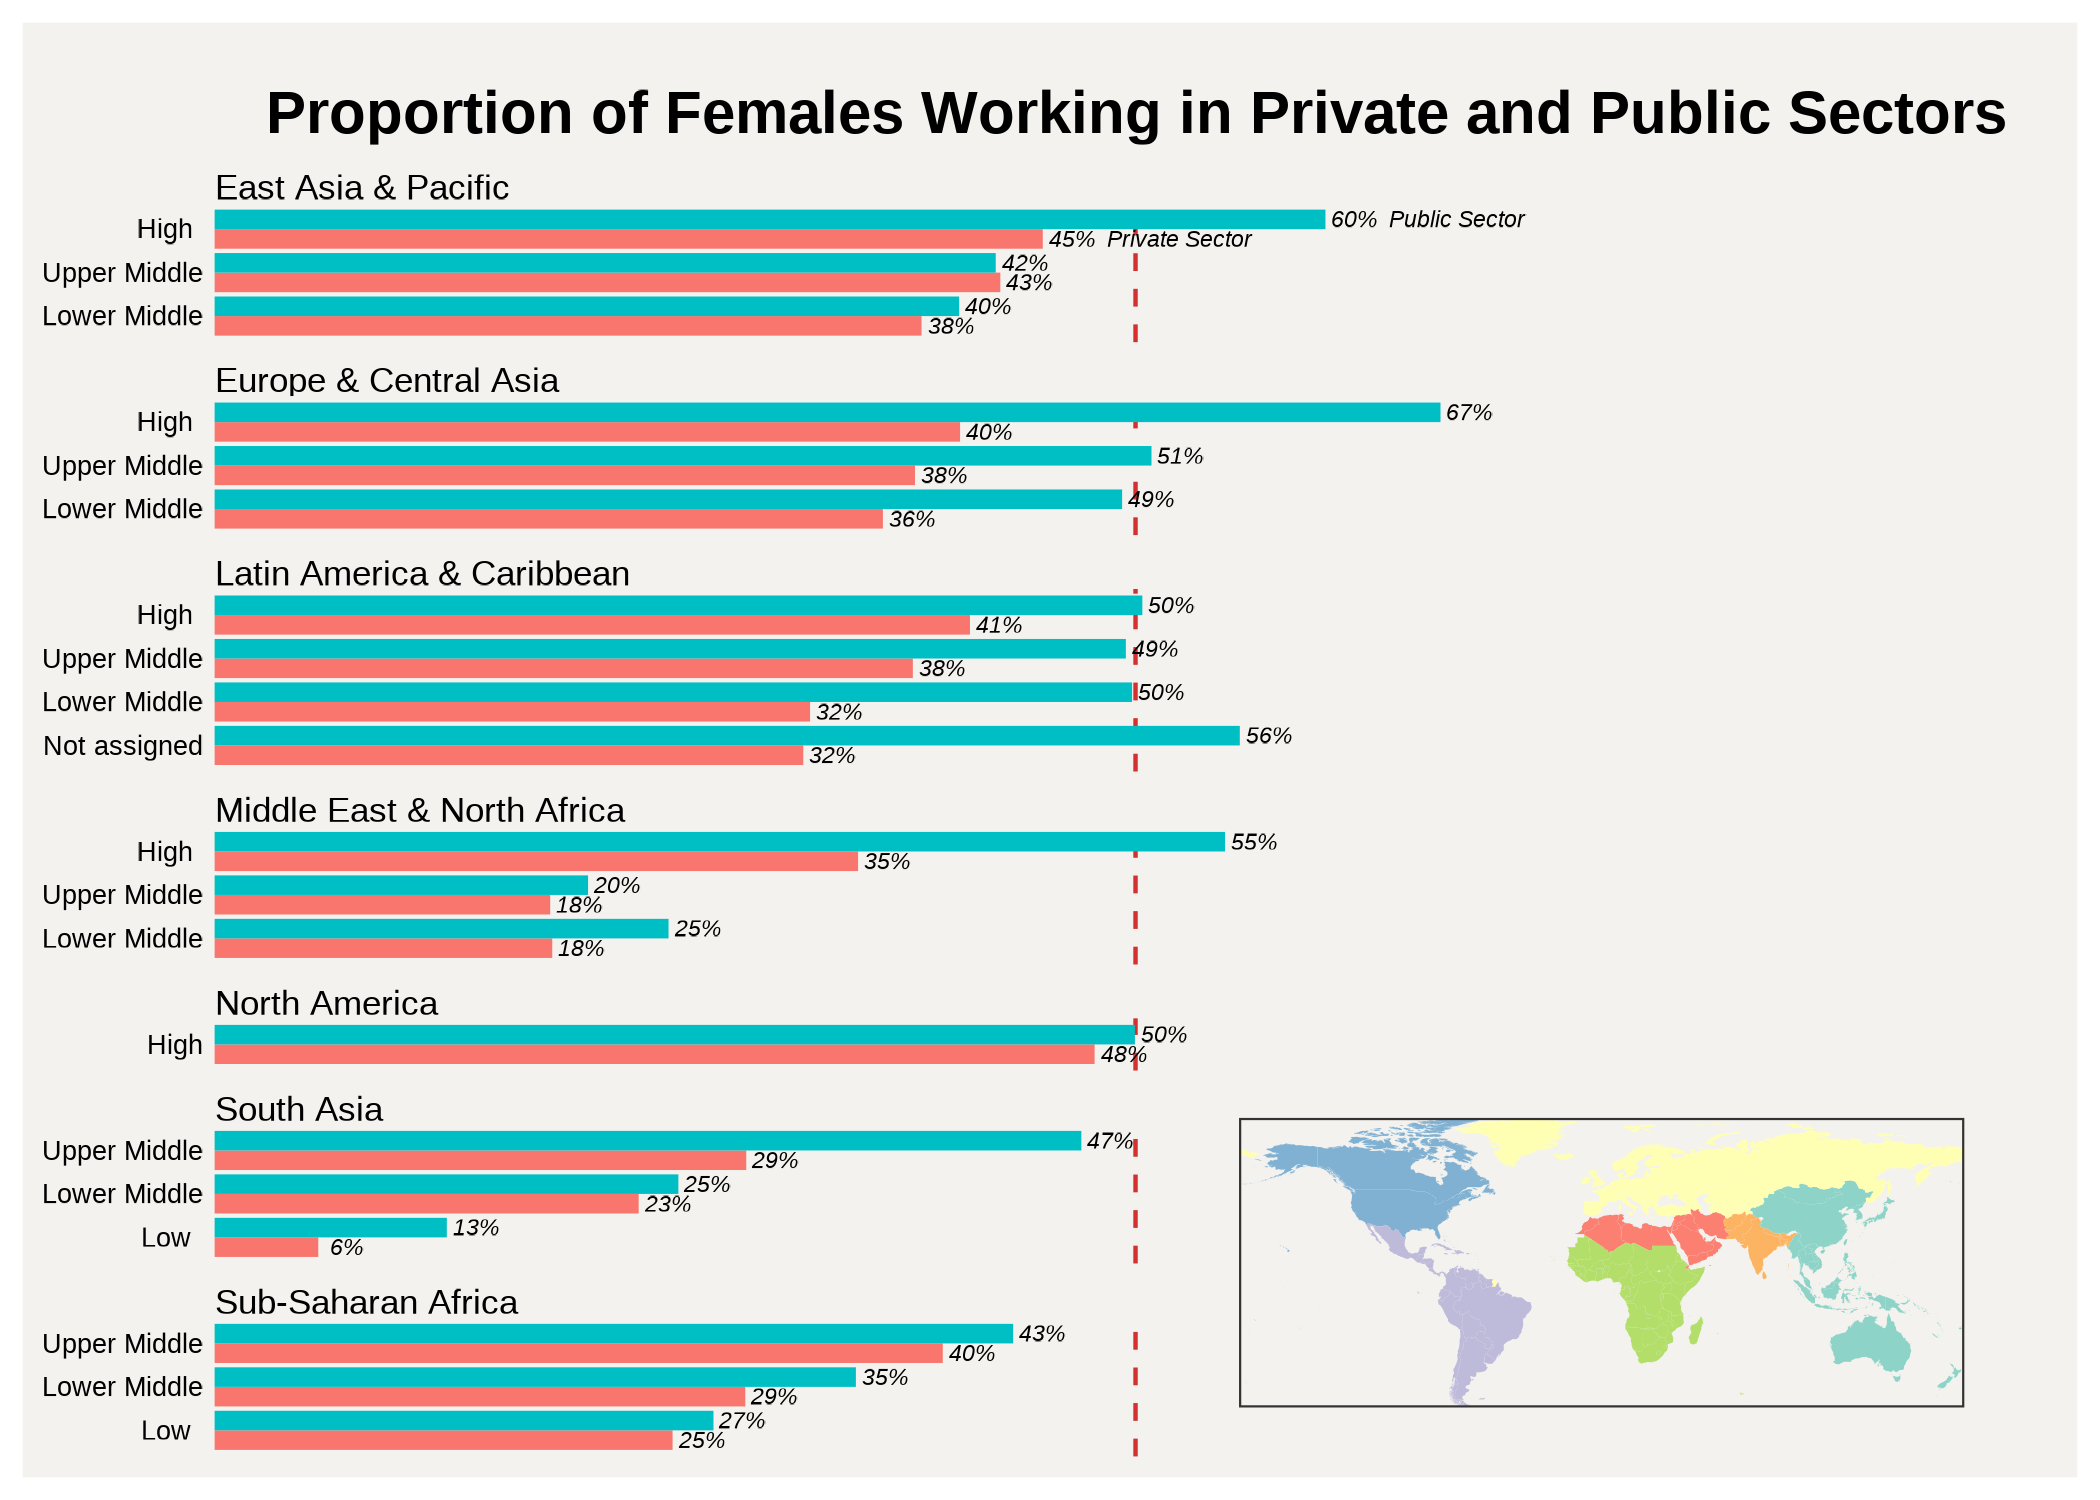 Proportion of Females Working in Private and Public Sectors
East Asia & Pacific
High 60% Public Sector
45% Private Sector
Upper Middle 42%
43%
Lower Middle 40%
38%
Europe & Central Asia
High 67%
40%
Upper Middle 51%
38%
Lower Middle 49%
36%
Latin America & Caribbean
High 50%
41%
Upper Middle 49%
38%
Lower Middle 50%
32%
Not assigned 56%
32%
Middle East & North Africa
High 55%
35%
Upper Middle 20%
18%
Lower Middle 25%
18%
North America
High 50%
48%
South Asia
Upper Middle 47%
29%
Lower Middle 25%
23%
Low 13%
6%
Sub-Saharan Africa
Upper Middle 43%
40%
Lower Middle 35%
29%
Low 27%
25%